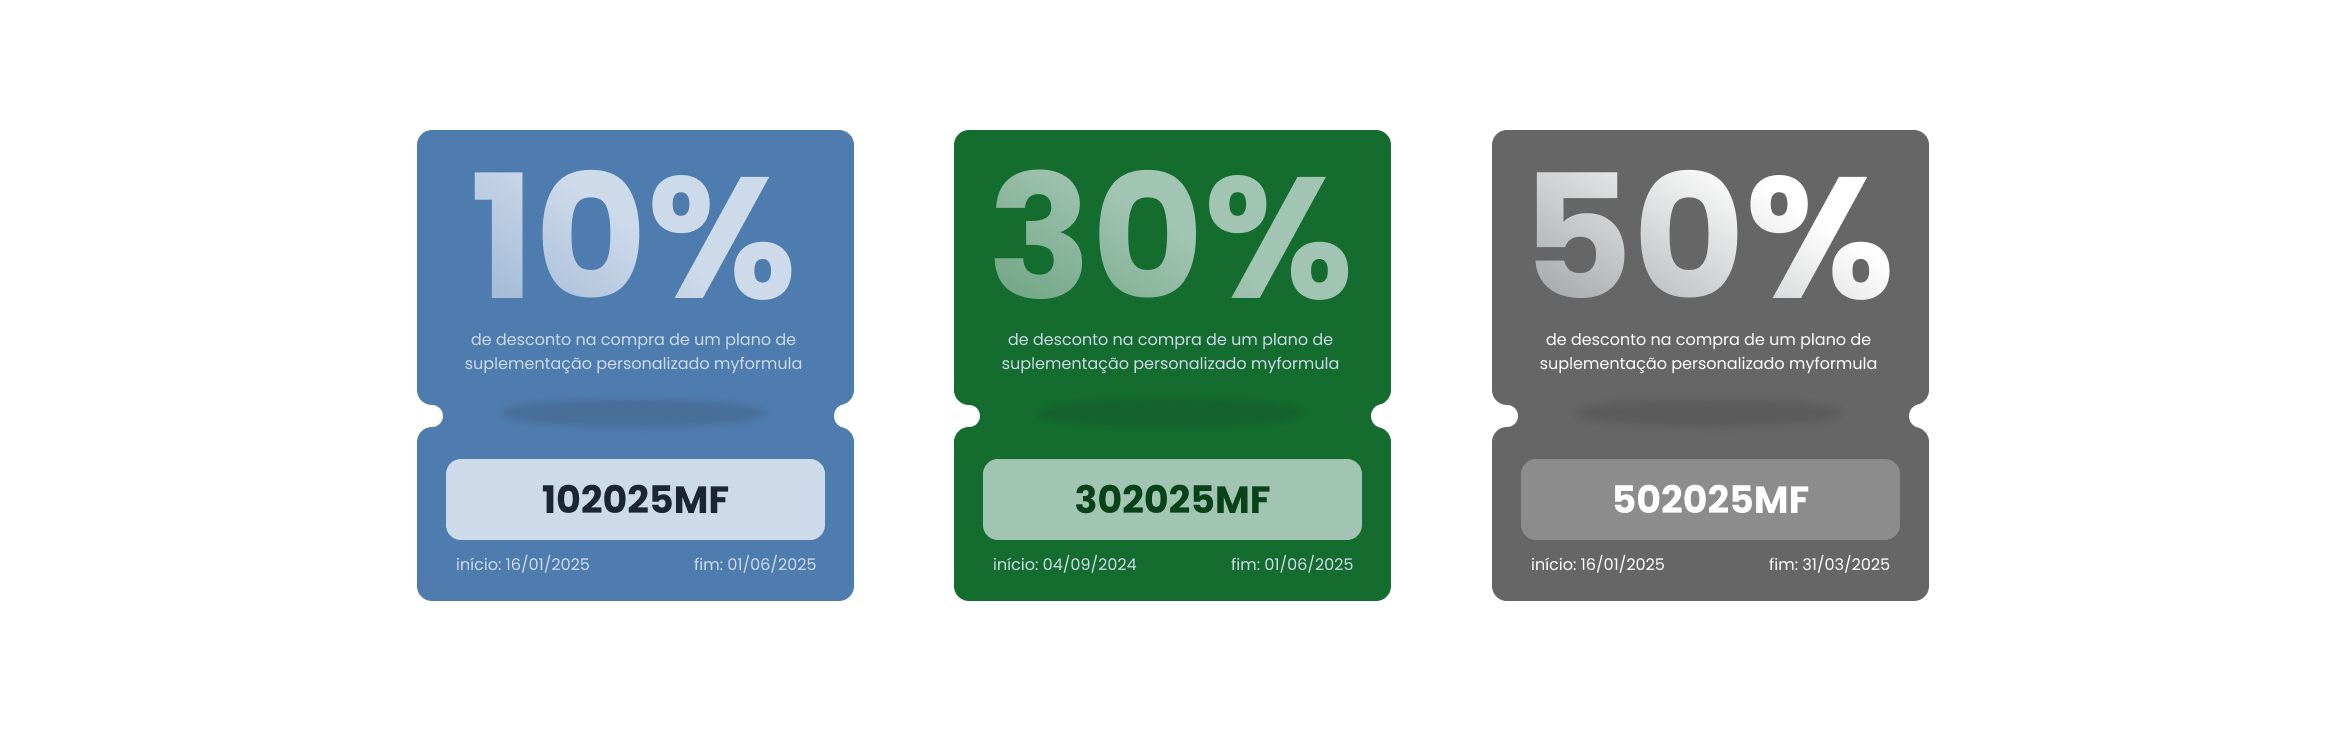 10%
de desconto na compra de um plano de
suplementação personalizado myformula
102025MF
início: 16/01/2025
fim: 01/06/2025
30%
de desconto na compra de um plano de
suplementação personalizado myformula
302025MF
início: 04/09/2024
fim: 01/06/2025
50%
de desconto na compra de um plano de
suplementação personalizado myformula
502025MF
início: 16/01/2025
fim: 31/03/2025